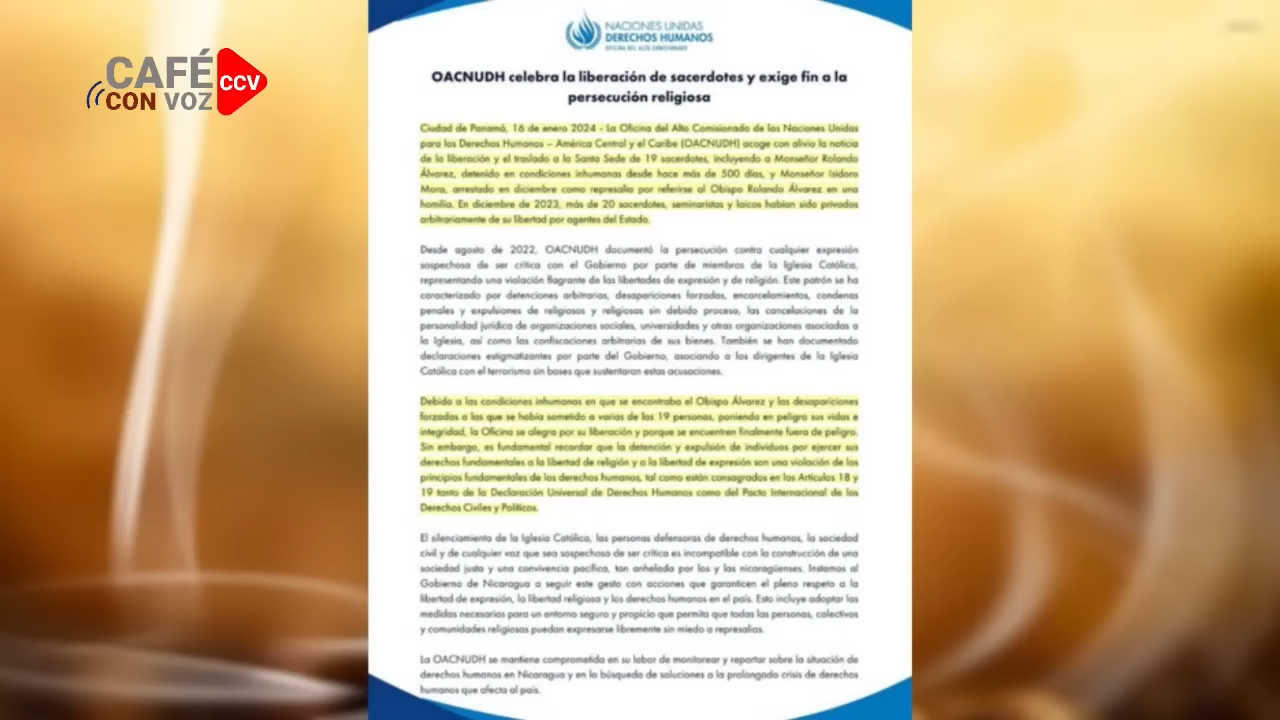 CAFÉ
CON VOZ
CCV
NACIONES UNIDAS
DERECHOS HUMANOS
OFICINA DEL ALTO COMISIONADO
OACNUDH celebra la liberación de sacerdotes y exige fin a la
persecución religiosa
Ciudad de Panamá, 16 de enero 2024 - La Oficina del Alto Comisionado de las Naciones Unidas
para los Derechos Humanos – América Central y el Caribe (OACNUDH) acoge con alivio la noticia
de la liberación y el traslado a la Santa Sede de 19 sacerdotes, incluyendo a Monseñor Rolando
Álvarez, detenido en condiciones inhumanas desde hace más de 500 días, y Monseñor Isidoro
Mora, arrestado en diciembre como represalia por referirse al Obispo Rolando Álvarez en una
homilía. En diciembre de 2023, más de 20 sacerdotes, seminaristas y laicos habían sido privados
arbitrariamente de su libertad por agentes del Estado.
Desde agosto de 2022, OACNUDH documentó la persecución contra cualquier expresión
sospechosa de ser crítica con el Gobierno por parte de miembros de la Iglesia Católica,
representando una violación flagrante de las libertades de expresión y de religión. Este patrón se ha
caracterizado por detenciones arbitrarias, desapariciones forzadas, encarcelamientos, condenas
penales y expulsiones de religiosos y religiosas sin debido proceso, las cancelaciones de la
personalidad jurídica de organizaciones sociales, universidades y otras organizaciones asociadas a
la Iglesia, así como las confiscaciones arbitrarias de sus bienes. También se han documentado
declaraciones estigmatizantes por parte del Gobierno, asociando a los dirigentes de la Iglesia
Católica con el terrorismo sin bases que sustentaran estas acusaciones.
Debido a las condiciones inhumanas en que se encontraba el Obispo Álvarez y las desapariciones
forzadas a las que se había sometido a varias de las 19 personas, poniendo en peligro sus vidas e
integridad, la Oficina se alegra por su liberación y porque se encuentren finalmente fuera de peligro.
Sin embargo, es fundamental recordar que la detención y expulsión de individuos por ejercer sus
derechos fundamentales a la libertad de religión y a la libertad de expresión son una violación de los
principios fundamentales de los derechos humanos, tal como están consagrados en los Artículos 18 y
19 tanto de la Declaración Universal de Derechos Humanos como del Pacto Internacional de los
Derechos Civiles y Políticos.
El silenciamiento de la Iglesia Católica, las personas defensoras de derechos humanos, la sociedad
civil y de cualquier voz que sea sospechosa de ser crítica es incompatible con la construcción de una
sociedad justa y una convivencia pacífica, tan anhelada por los y las nicaragüenses. Instamos al
Gobierno de Nicaragua a seguir este gesto con acciones que garanticen el pleno respeto a la
libertad de expresión, la libertad religiosa y los derechos humanos en el país. Esto incluye adoptar las
medidas necesarias para un entorno seguro y propicio que permita que todas las personas, colectivos
y comunidades religiosas puedan expresarse libremente sin miedo a represalias.
La OACNUDH se mantiene comprometida en su labor de monitorear y reportar sobre la situación de
derechos humanos en Nicaragua y en la búsqueda de soluciones a la prolongada crisis de derechos
humanos que afecta al país.